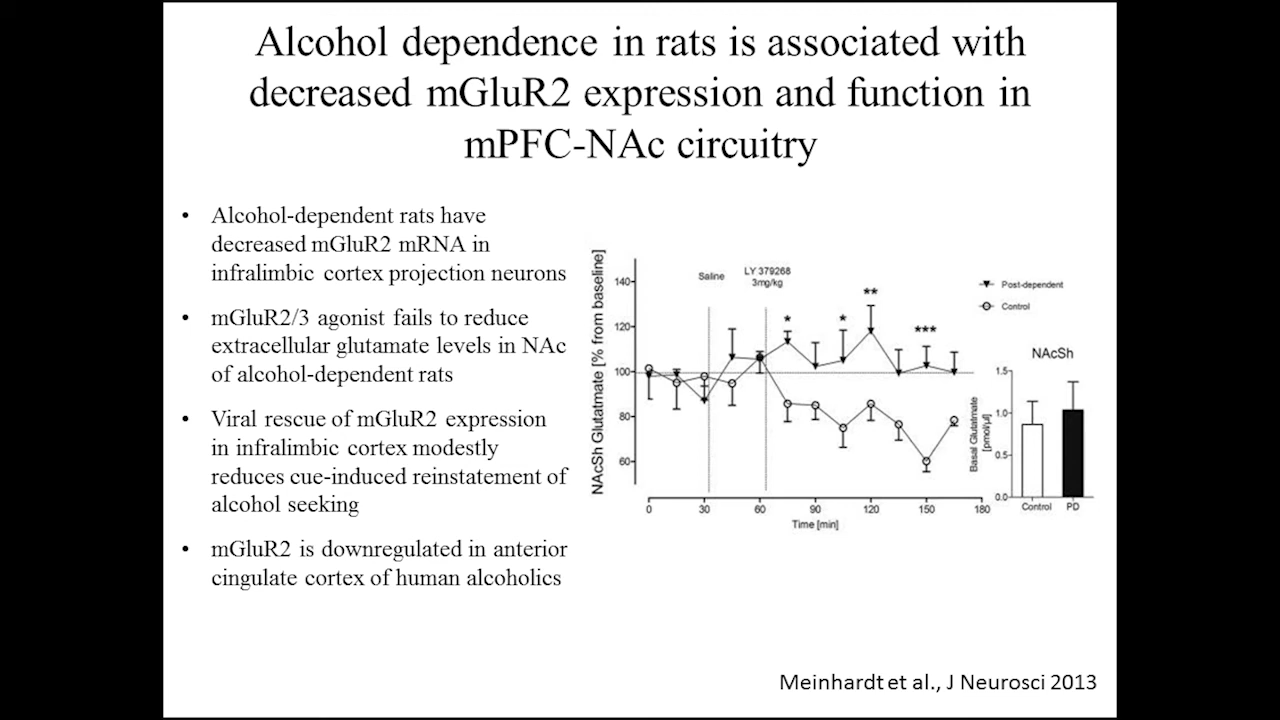 Alcohol dependence in rats is associated with
decreased mGluR2 expression and function in
mPFC-NAc circuitry
• Alcohol-dependent rats have
decreased mGluR2 mRNA in
infralimbic cortex projection neurons
• mGluR2/3 agonist fails to reduce
extracellular glutamate levels in NAc
of alcohol-dependent rats
• Viral rescue of mGluR2 expression
in infralimbic cortex modestly
reduces cue-induced reinstatement of
alcohol seeking
• mGluR2 is downregulated in anterior
cingulate cortex of human alcoholics
NAcSh Glutatmate [% from baseline]
140
120
100
80
60
Saline
LY 379268
3mg/kg
*
*
**
***
0
30
60
90
120
150
180
Time [min]
Post-dependent
Control
NAcSh
Basal Glutamate
[pmol/µl]
1.5
1.0
0.5
0.0
Control
PD
Meinhardt et al., J Neurosci 2013